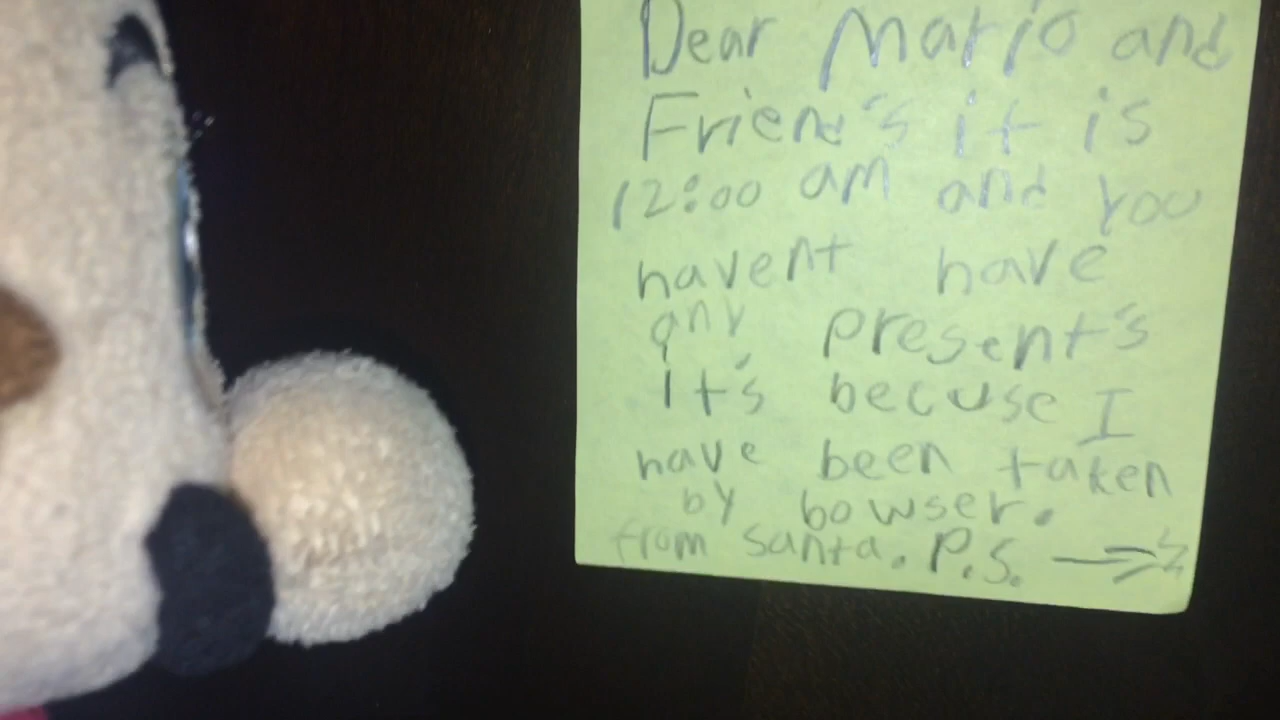 Dear Mario and
Friend's it is
12:00 am and you
havent have
any present's
it's becuse I
have been taken
by bowser.
from santa. P.S. →